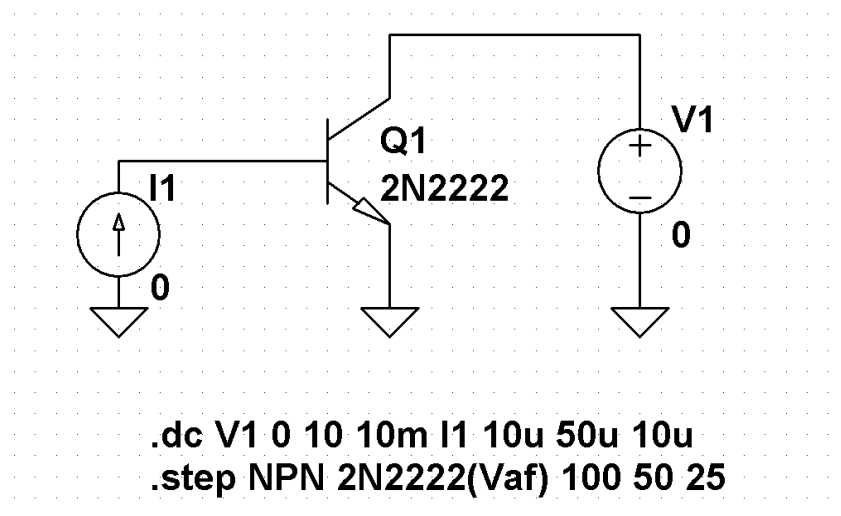 V1
Q1
I1
2N2222
0
0
.dc V1 0 10 10m I1 10u 50u 10u
.step NPN 2N2222(Vaf) 100 50 25